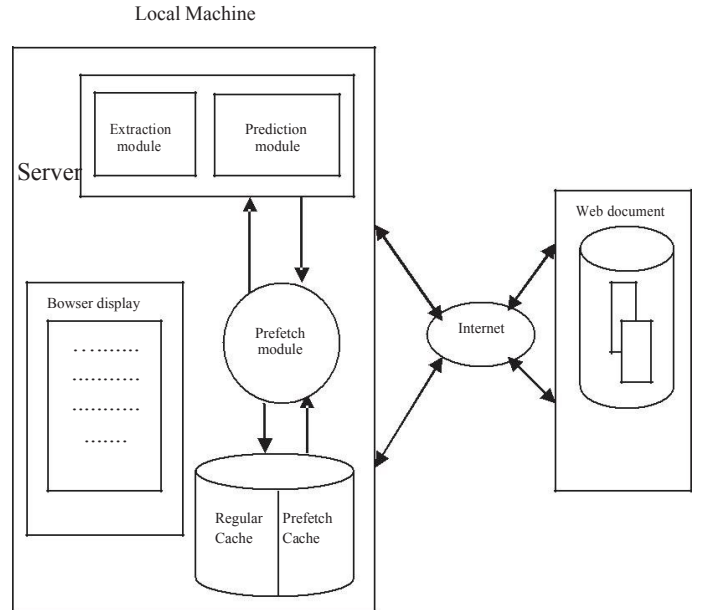 Local Machine
Extraction
module
Prediction
module
Server
Web document
Bowser display
Prefetch
module
Internet
Regular
Cache
Prefetch
Cache